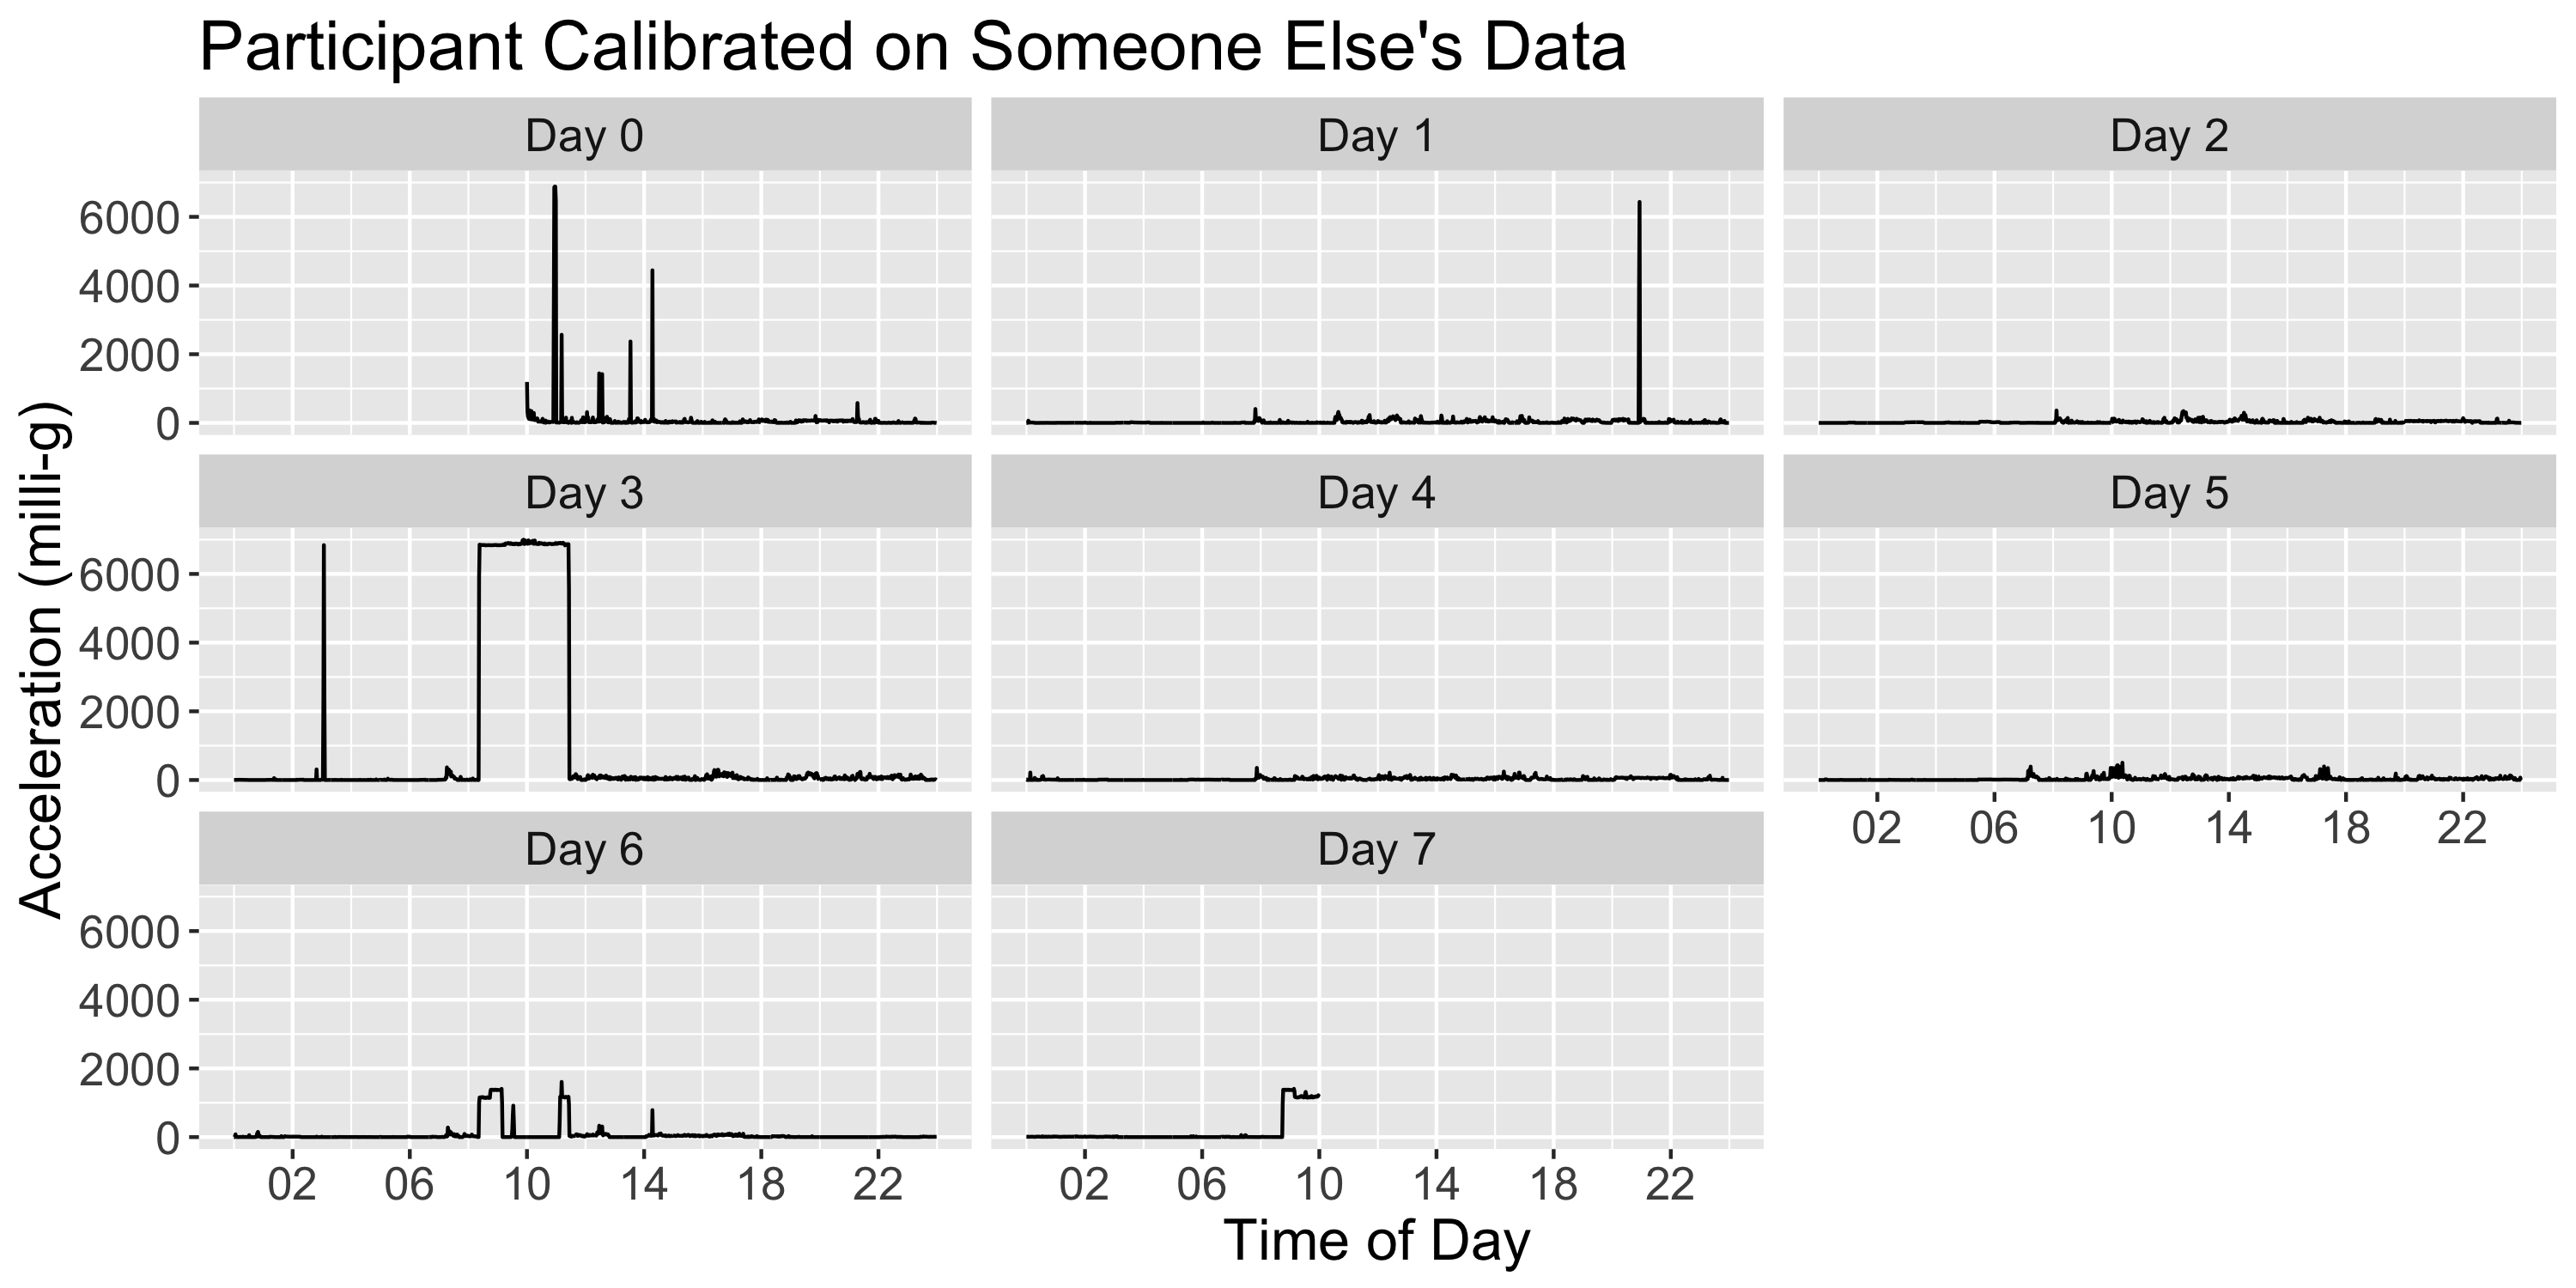 Participant Calibrated on Someone Else's Data
Day 0
Day 1
Day 2
6000
4000
2000
0
Day 3
Day 4
Day 5
6000
4000
2000
0
02 06 10 14 18 22
Day 6
Day 7
6000
4000
2000
0
02 06 10 14 18 22
02 06 10 14 18 22
Acceleration (milli-g)
Time of Day